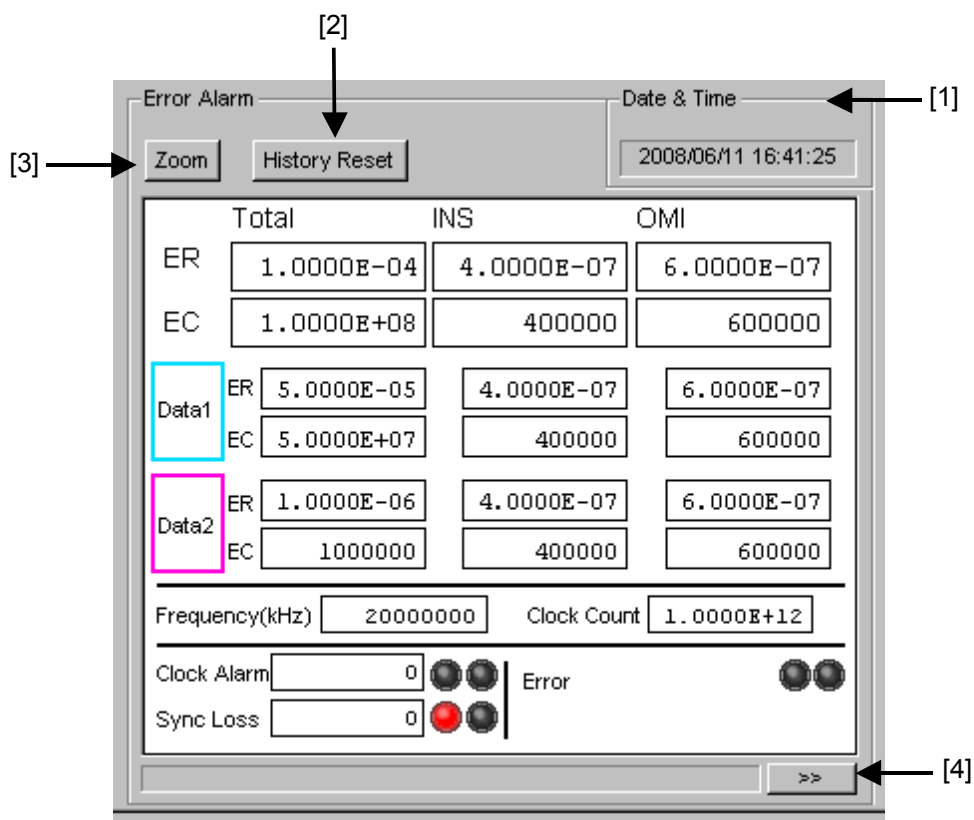 [2]
Error Alarm
Date & Time
[1]
[3]
Zoom
History Reset
2008/06/11 16:41:25
Total INS OMI
ER 1.0000E-04 4.0000E-07 6.0000E-07
EC 1.0000E+08 400000 600000
Data1
ER 5.0000E-05 4.0000E-07 6.0000E-07
EC 5.0000E+07 400000 600000
Data2
ER 1.0000E-06 4.0000E-07 6.0000E-07
EC 1000000 400000 600000
Frequency(kHz) 20000000 Clock Count 1.0000E+12
Clock Alarm 0 Error
Sync Loss 0
>>
[4]